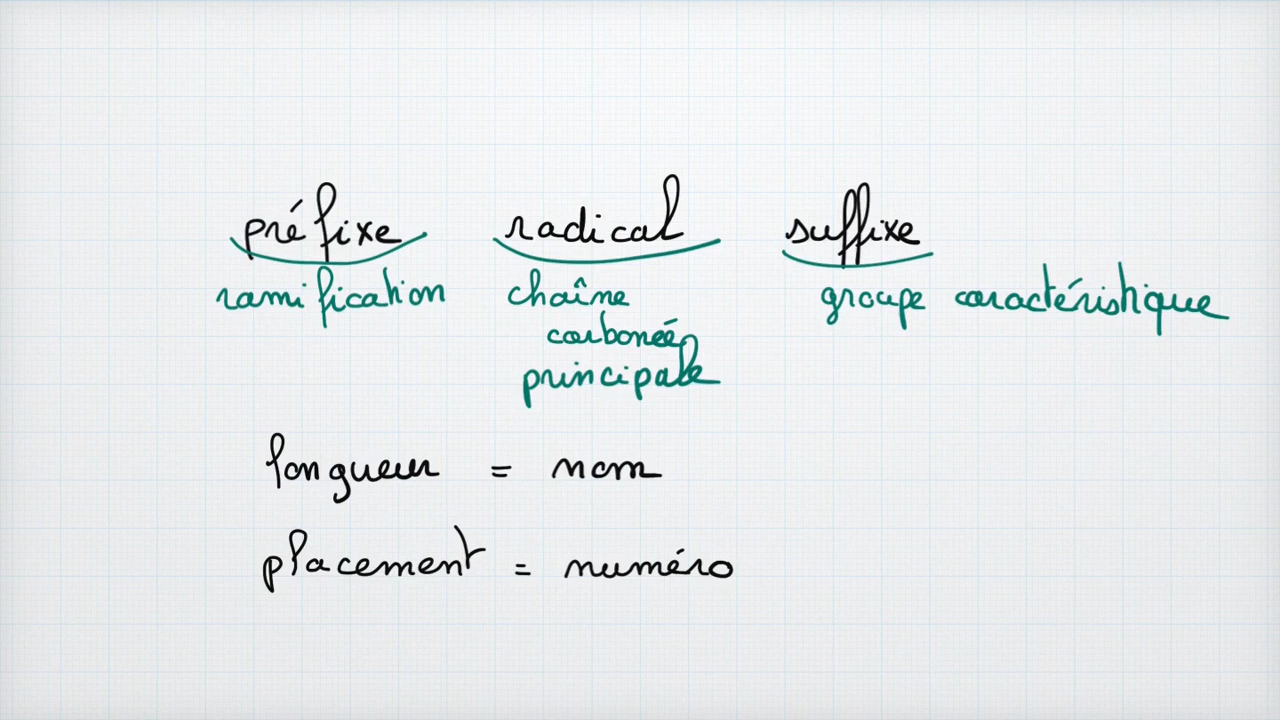 préfixe radical suffixe
ramification chaîne groupe caractéristique
carbonée
principale
longueur = nom
placement = numéro